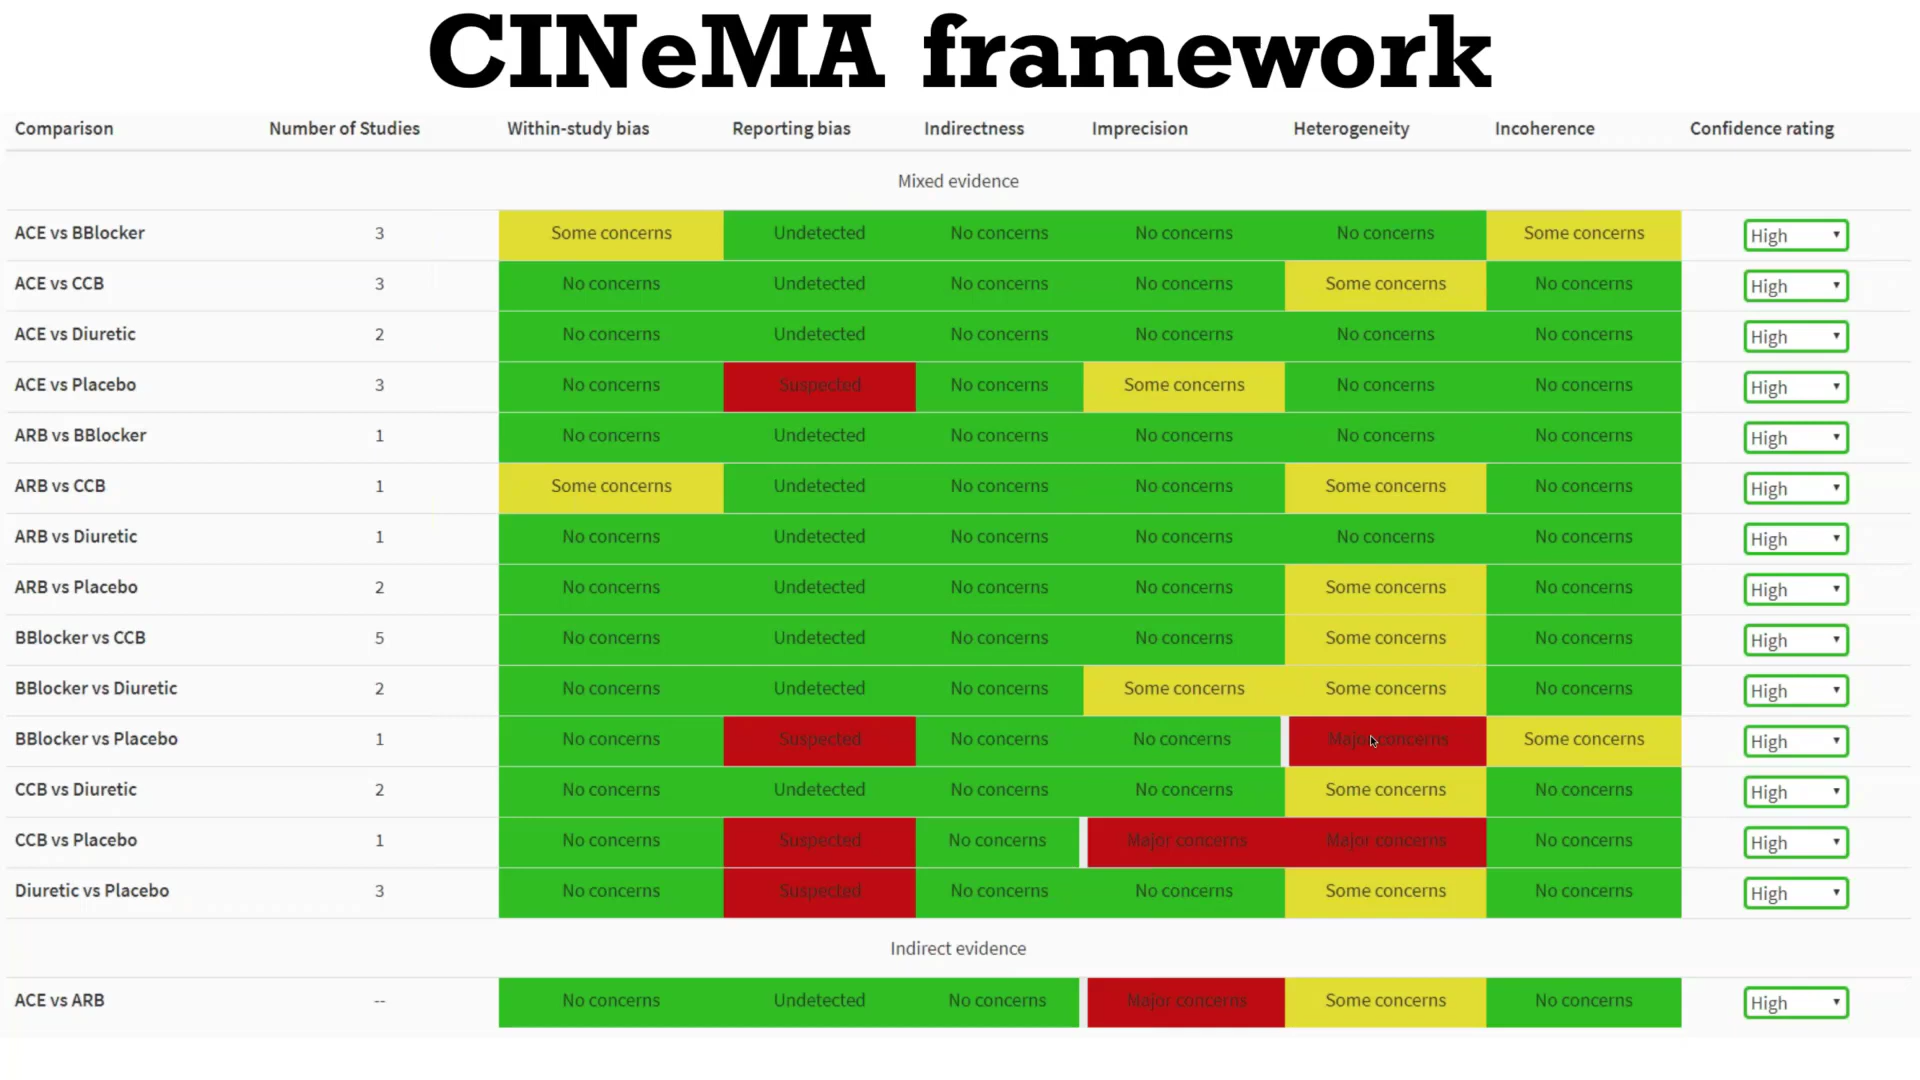 CINeMA framework
Comparison Number of Studies Within-study bias Reporting bias Indirectness Imprecision Heterogeneity Incoherence Confidence rating
Mixed evidence
ACE vs BBlocker 3 Some concerns Undetected No concerns No concerns No concerns Some concerns High
ACE vs CCB 3 No concerns Undetected No concerns No concerns Some concerns No concerns High
ACE vs Diuretic 2 No concerns Undetected No concerns No concerns No concerns No concerns High
ACE vs Placebo 3 No concerns Suspected No concerns Some concerns No concerns No concerns High
ARB vs BBlocker 1 No concerns Undetected No concerns No concerns No concerns No concerns High
ARB vs CCB 1 Some concerns Undetected No concerns No concerns Some concerns No concerns High
ARB vs Diuretic 1 No concerns Undetected No concerns No concerns No concerns No concerns High
ARB vs Placebo 2 No concerns Undetected No concerns No concerns Some concerns No concerns High
BBlocker vs CCB 5 No concerns Undetected No concerns No concerns Some concerns No concerns High
BBlocker vs Diuretic 2 No concerns Undetected No concerns Some concerns Some concerns No concerns High
BBlocker vs Placebo 1 No concerns Suspected No concerns No concerns Major concerns Some concerns High
CCB vs Diuretic 2 No concerns Undetected No concerns No concerns Some concerns No concerns High
CCB vs Placebo 1 No concerns Suspected No concerns Major concerns Major concerns No concerns High
Diuretic vs Placebo 3 No concerns Suspected No concerns No concerns Some concerns No concerns High
Indirect evidence
ACE vs ARB -- No concerns Undetected No concerns Major concerns Some concerns No concerns High